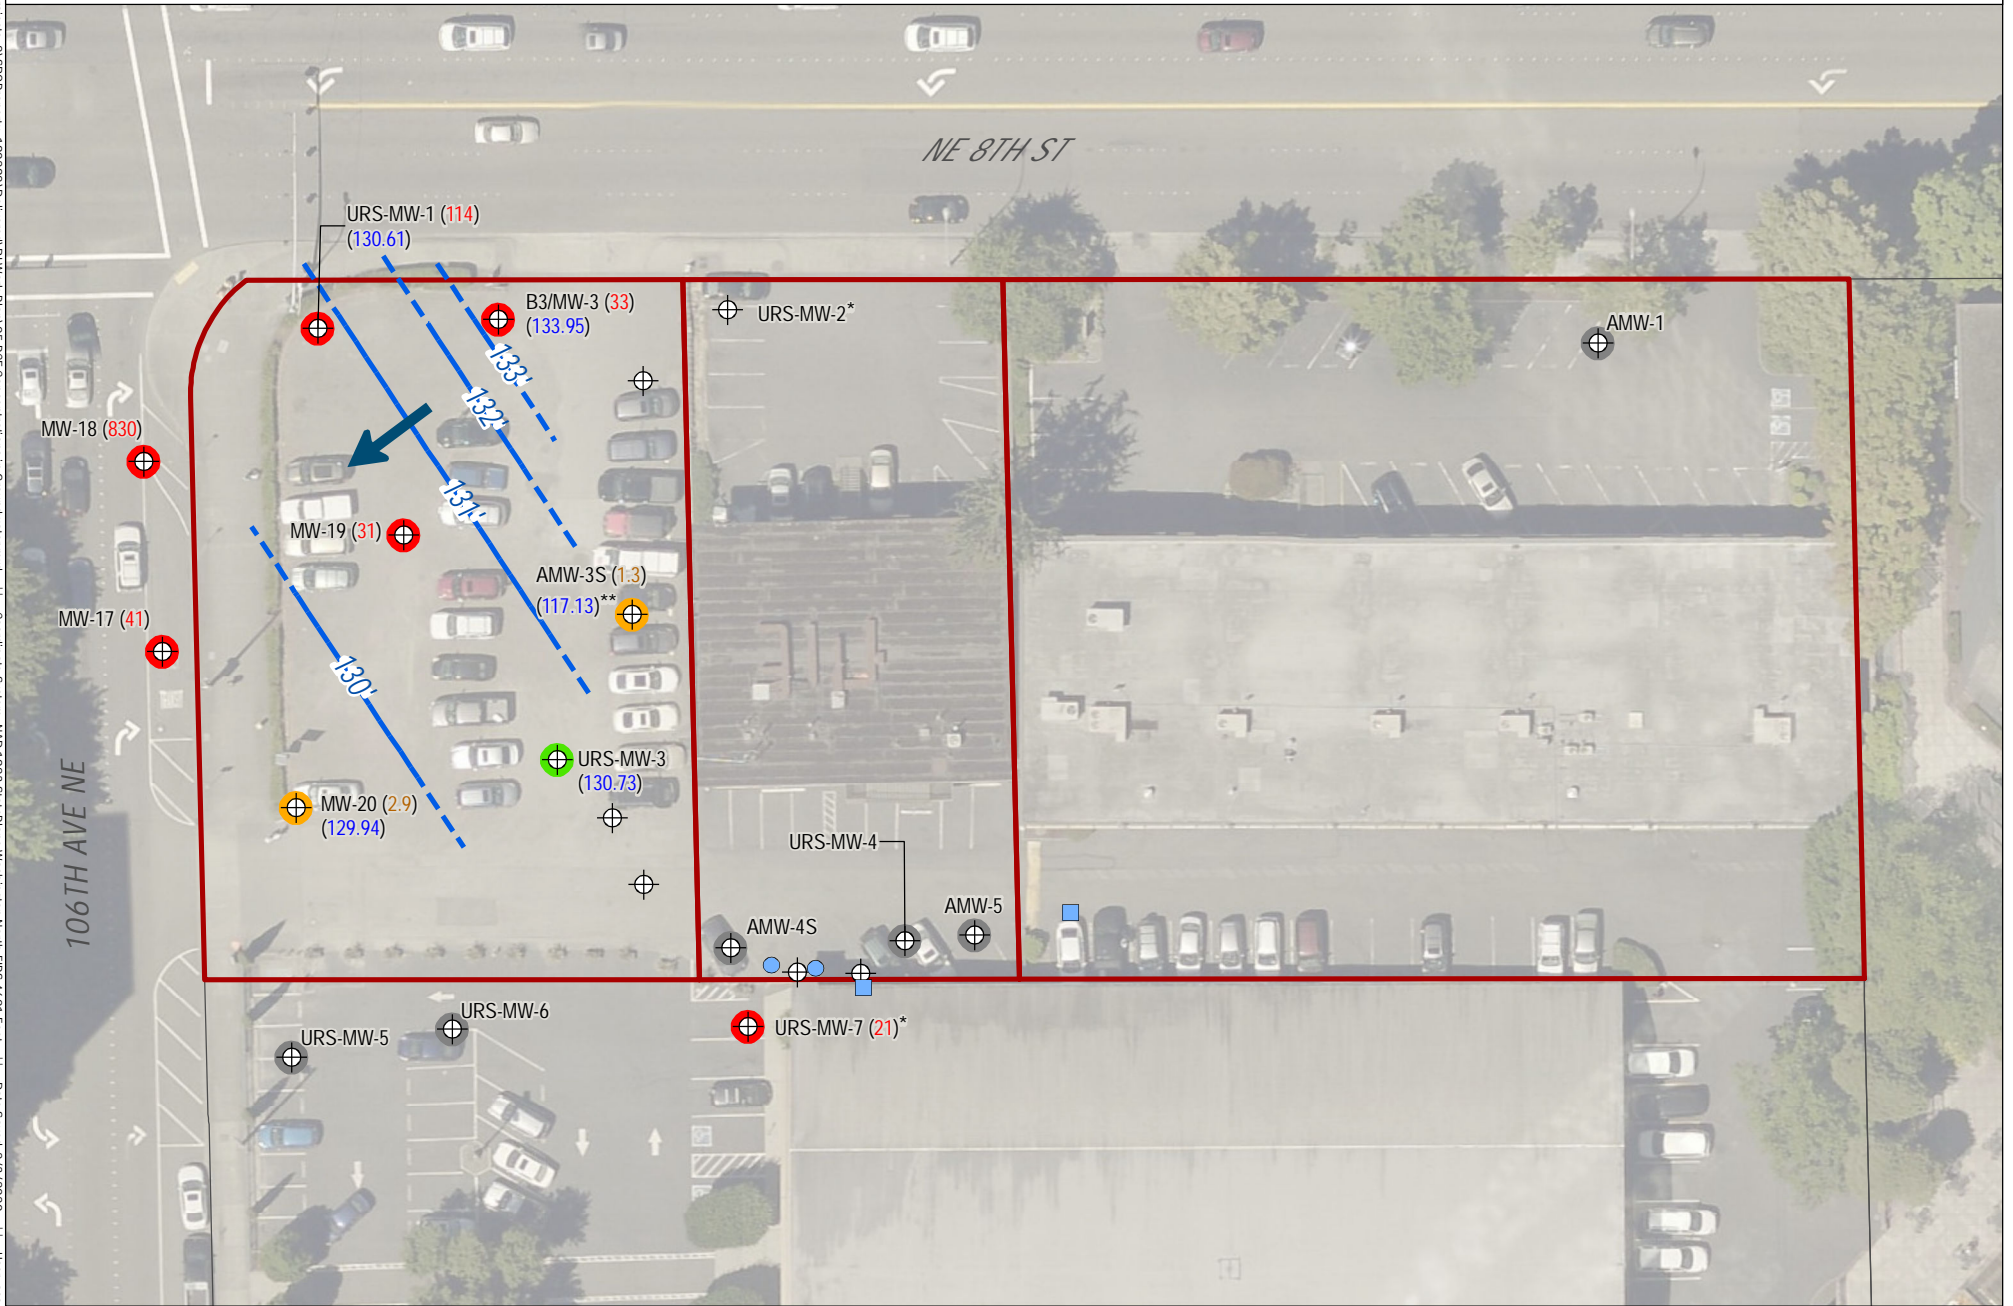 NE 8TH ST
URS-MW-1 (114)
(130.61)
B3/MW-3 (33)
(133.95)
URS-MW-2*
AMW-1
133'
132'
MW-18 (830)
131'
MW-19 (31)
AMW-3S (1.3)
(117.13)**
MW-17 (41)
130'
URS-MW-3
(130.73)
MW-20 (2.9)
(129.94)
106TH AVE NE
URS-MW-4
AMW-5
AMW-4S
URS-MW-6
URS-MW-5
URS-MW-7 (21)*